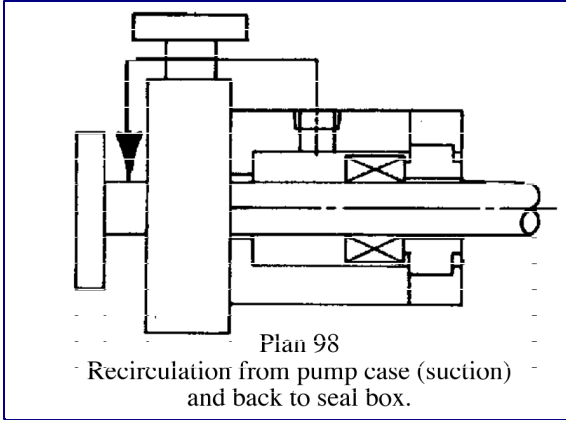 Plan 98
Recirculation from pump case (suction)
and back to seal box.